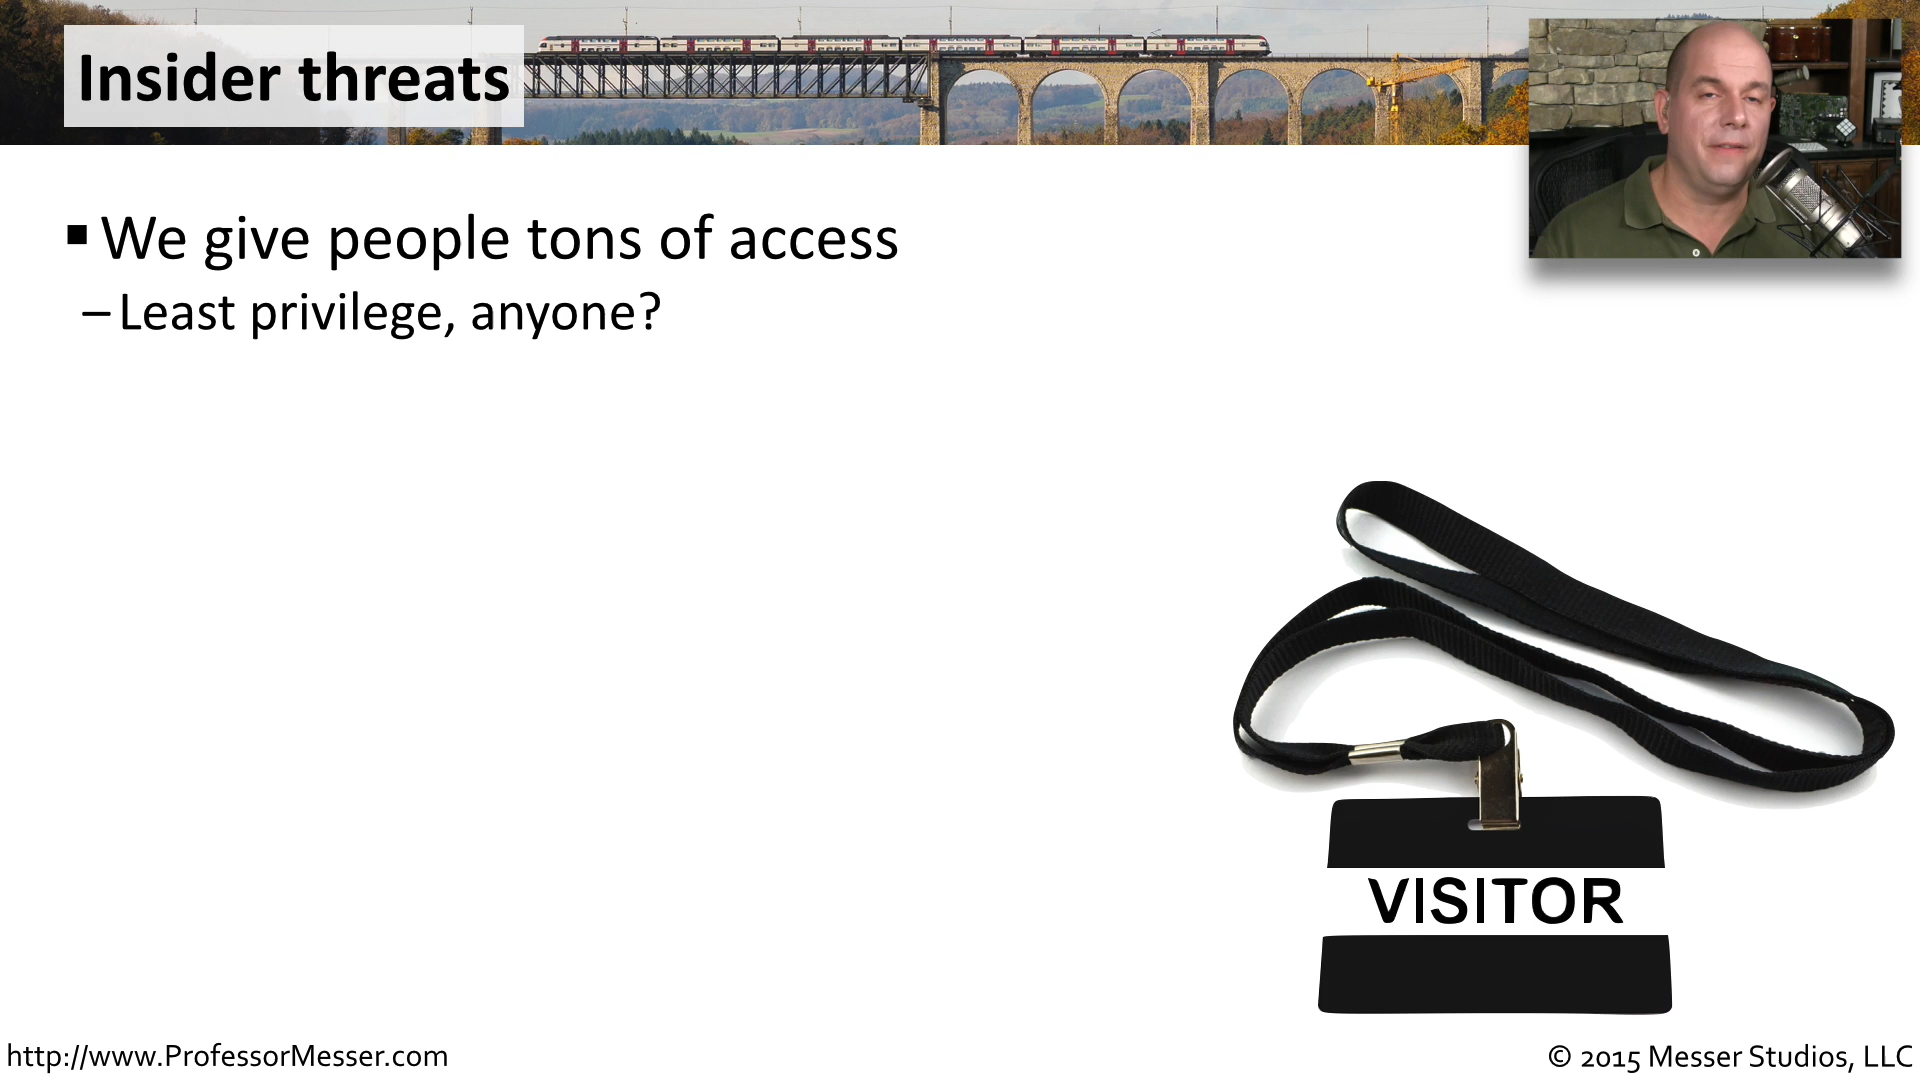 Insider threats
▪ We give people tons of access
– Least privilege, anyone?
VISITOR
http://www.ProfessorMesser.com
© 2015 Messer Studios, LLC